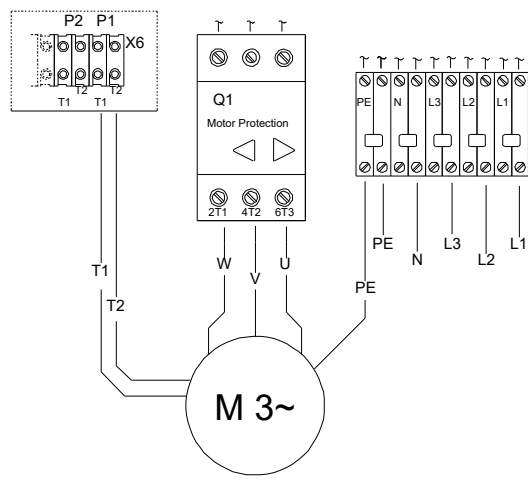 P2 P1
X6
T2 T2
T1 T1
Q1
Motor Protection
2T1 4T2 6T3
PE N L3 L2 L1
T1
T2
W
V
U
PE
PE
N
L3
L2
L1
M 3~